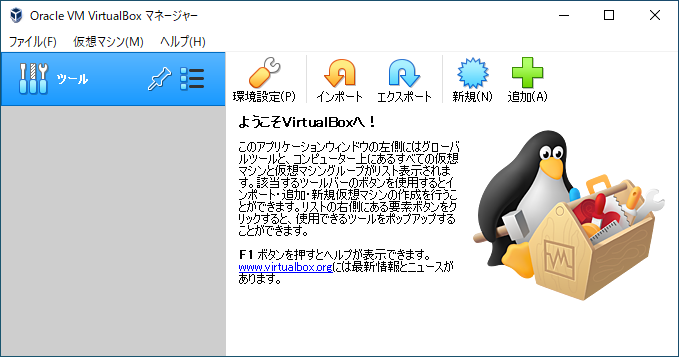 Oracle VM VirtualBox マネージャー
ファイル(F) 仮想マシン(M) ヘルプ(H)
ツール
環境設定(P) インポート エクスポート 新規(N) 追加(A)
ようこそVirtualBoxへ!
このアプリケーションウィンドウの左側にはグローバ
ルツールと、コンピューター上にあるすべての仮想
マシンと仮想マシングループがリスト表示されま
す。該当するツールバーのボタンを使用するとイ
ンポート・追加・新規仮想マシンの作成を行うこ
とができます。リストの右側にある要素ボタンをク
リックすると、使用できるツールをポップアップする
ことができます。
F1 ボタンを押すとヘルプが表示できます。
www.virtualbox.orgには最新情報とニュースが
あります。